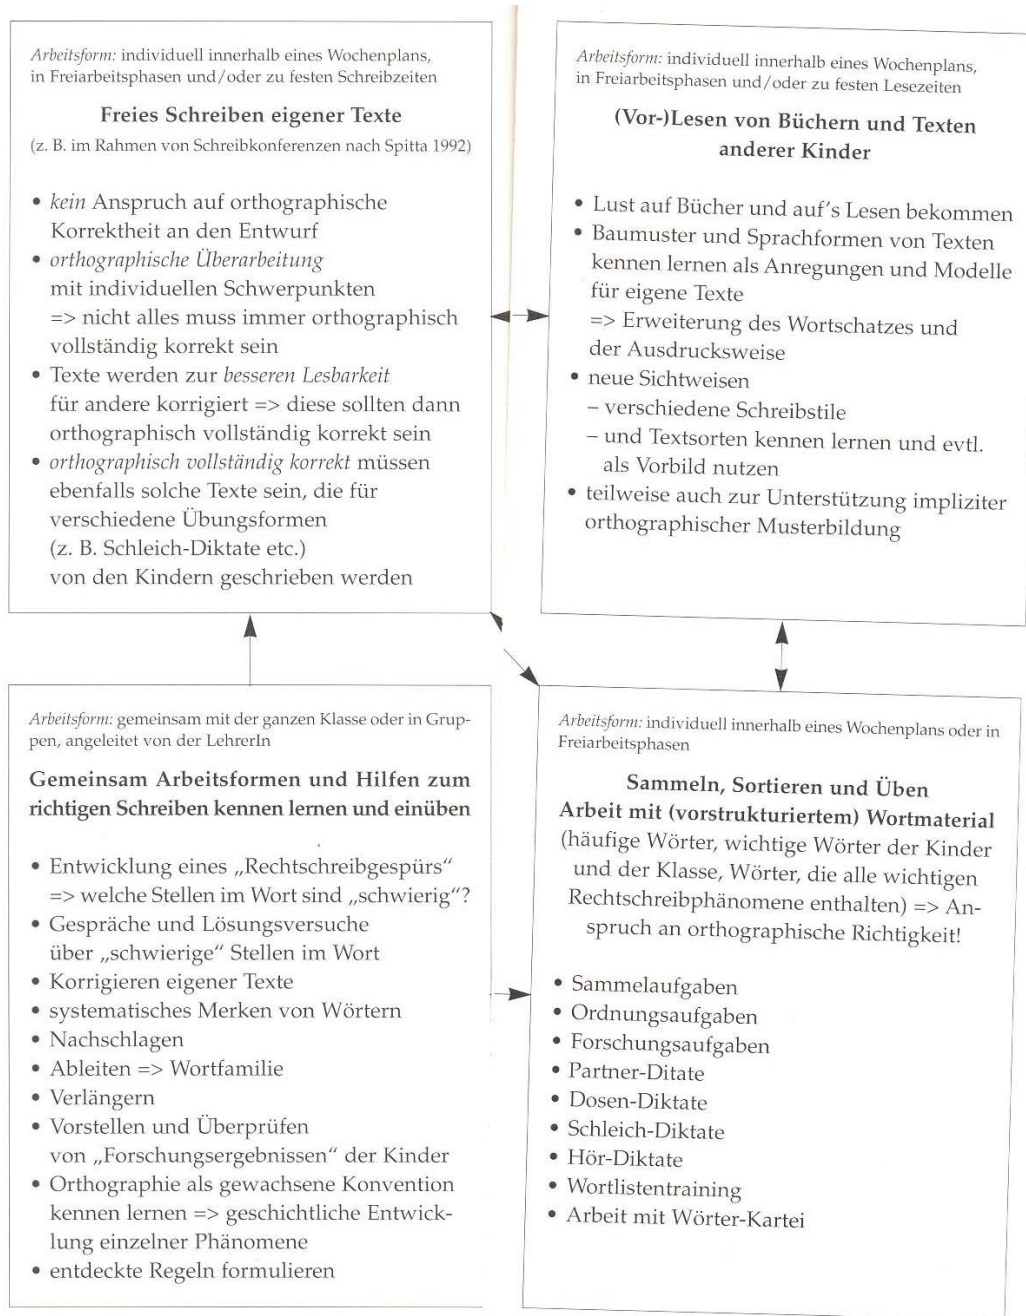 Arbeitsform: individuell innerhalb eines Wochenplans,
in Freiarbeitsphasen und/oder zu festen Schreibzeiten
Freies Schreiben eigener Texte
(z. B. im Rahmen von Schreibkonferenzen nach Spitta 1992)
• kein Anspruch auf orthographische
Korrektheit an den Entwurf
• orthographische Überarbeitung
mit individuellen Schwerpunkten
=> nicht alles muss immer orthographisch
vollständig korrekt sein
• Texte werden zur besseren Lesbarkeit
für andere korrigiert => diese sollten dann
orthographisch vollständig korrekt sein
• orthographisch vollständig korrekt müssen
ebenfalls solche Texte sein, die für
verschiedene Übungsformen
(z. B. Schleich-Diktate etc.)
von den Kindern geschrieben werden
Arbeitsform: individuell innerhalb eines Wochenplans,
in Freiarbeitsphasen und/oder zu festen Lesezeiten
(Vor-)Lesen von Büchern und Texten
anderer Kinder
• Lust auf Bücher und auf's Lesen bekommen
• Baumuster und Sprachformen von Texten
kennen lernen als Anregungen und Modelle
für eigene Texte
=> Erweiterung des Wortschatzes und
der Ausdrucksweise
• neue Sichtweisen
– verschiedene Schreibstile
– und Textsorten kennen lernen und evtl.
als Vorbild nutzen
• teilweise auch zur Unterstützung impliziter
orthographischer Musterbildung
Arbeitsform: gemeinsam mit der ganzen Klasse oder in Grup-
pen, angeleitet von der LehrerIn
Gemeinsam Arbeitsformen und Hilfen zum
richtigen Schreiben kennen lernen und einüben
• Entwicklung eines „Rechtschreibgespürs“
=> welche Stellen im Wort sind „schwierig“?
• Gespräche und Lösungsversuche
über „schwierige“ Stellen im Wort
• Korrigieren eigener Texte
• systematisches Merken von Wörtern
• Nachschlagen
• Ableiten => Wortfamilie
• Verlängern
• Vorstellen und Überprüfen
von „Forschungsergebnissen“ der Kinder
• Orthographie als gewachsene Konvention
kennen lernen => geschichtliche Entwick-
lung einzelner Phänomene
• entdeckte Regeln formulieren
Arbeitsform: individuell innerhalb eines Wochenplans oder in
Freiarbeitsphasen
Sammeln, Sortieren und Üben
Arbeit mit (vorstrukturiertem) Wortmaterial
(häufige Wörter, wichtige Wörter der Kinder
und der Klasse, Wörter, die alle wichtigen
Rechtschreibphänomene enthalten) => An-
spruch an orthographische Richtigkeit!
• Sammelaufgaben
• Ordnungsaufgaben
• Forschungsaufgaben
• Partner-Ditate
• Dosen-Diktate
• Schleich-Diktate
• Hör-Diktate
• Wortlistentraining
• Arbeit mit Wörter-Kartei